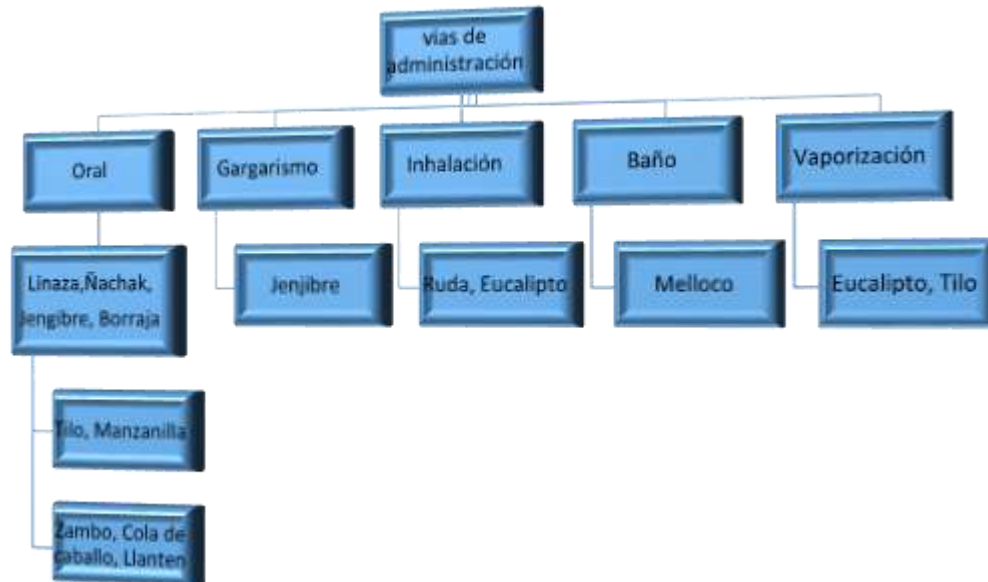 vias de
administración
Oral
Gargarismo
Inhalación
Baño
Vaporización
Linaza,Ñachak,
Jengibre, Borraja
Jenjibre
Ruda, Eucalipto
Melloco
Eucalipto, Tilo
Tilo, Manzanilla
Zambo, Cola de
caballo, Llanten